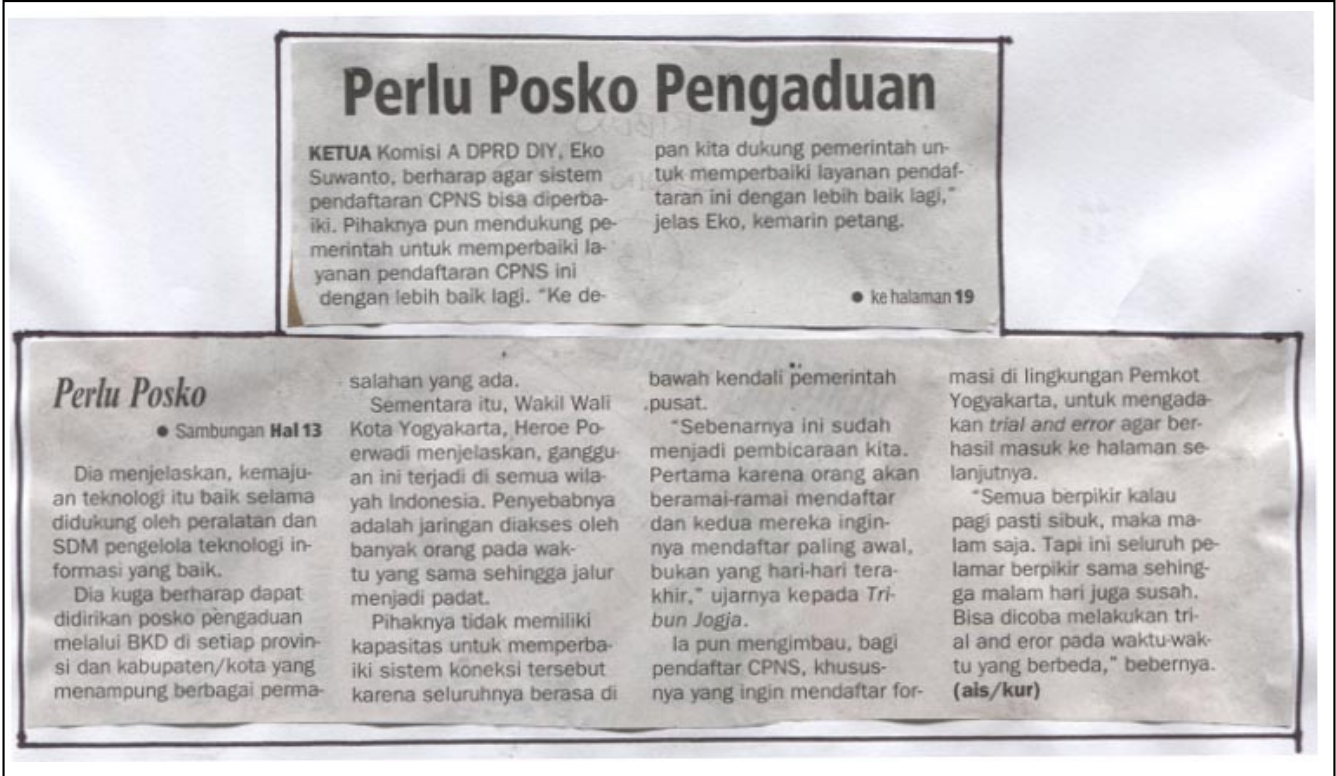 Perlu Posko Pengaduan
KETUA Komisi A DPRD DIY, Eko
Suwanto, berharap agar sistem
pendaftaran CPNS bisa diperba-
iki. Pihaknya pun mendukung pe-
merintah untuk memperbaiki la-
yanan pendaftaran CPNS ini
dengan lebih baik lagi. “Ke de-
pan kita dukung pemerintah un-
tuk memperbaiki layanan pendaf-
taran ini dengan lebih baik lagi,”
jelas Eko, kemarin petang.
● ke halaman 19
Perlu Posko
● Sambungan Hal 13
Dia menjelaskan, kemaju-
an teknologi itu baik selama
didukung oleh peralatan dan
SDM pengelola teknologi in-
formasi yang baik.
Dia kuga berharap dapat
didirikan posko pengaduan
melalui BKD di setiap provin-
si dan kabupaten/kota yang
menampung berbagai perma-
salahan yang ada.
Sementara itu, Wakil Wali
Kota Yogyakarta, Heroe Po-
erwadi menjelaskan, ganggu-
an ini terjadi di semua wila-
yah Indonesia. Penyebabnya
adalah jaringan diakses oleh
banyak orang pada wak-
tu yang sama sehingga jalur
menjadi padat.
Pihaknya tidak memiliki
kapasitas untuk memperba-
iki sistem koneksi tersebut
karena seluruhnya berasa di
bawah kendali pemerintah
pusat.
“Sebenarnya ini sudah
menjadi pembicaraan kita.
Pertama karena orang akan
beramai-ramai mendaftar
dan kedua mereka ingin-
nya mendaftar paling awal,
bukan yang hari-hari tera-
khir,” ujarnya kepada Tri-
bun Jogja.
Ia pun mengimbau, bagi
pendaftar CPNS, khusus-
nya yang ingin mendaftar for-
masi di lingkungan Pemkot
Yogyakarta, untuk mengada-
kan trial and error agar ber-
hasil masuk ke halaman se-
lanjutnya.
“Semua berpikir kalau
pagi pasti sibuk, maka ma-
lam saja. Tapi ini seluruh pe-
lamar berpikir sama sehing-
ga malam hari juga susah.
Bisa dicoba melakukan tri-
al and eror pada waktu-wak-
tu yang berbeda,” bebernya.
(ais/kur)